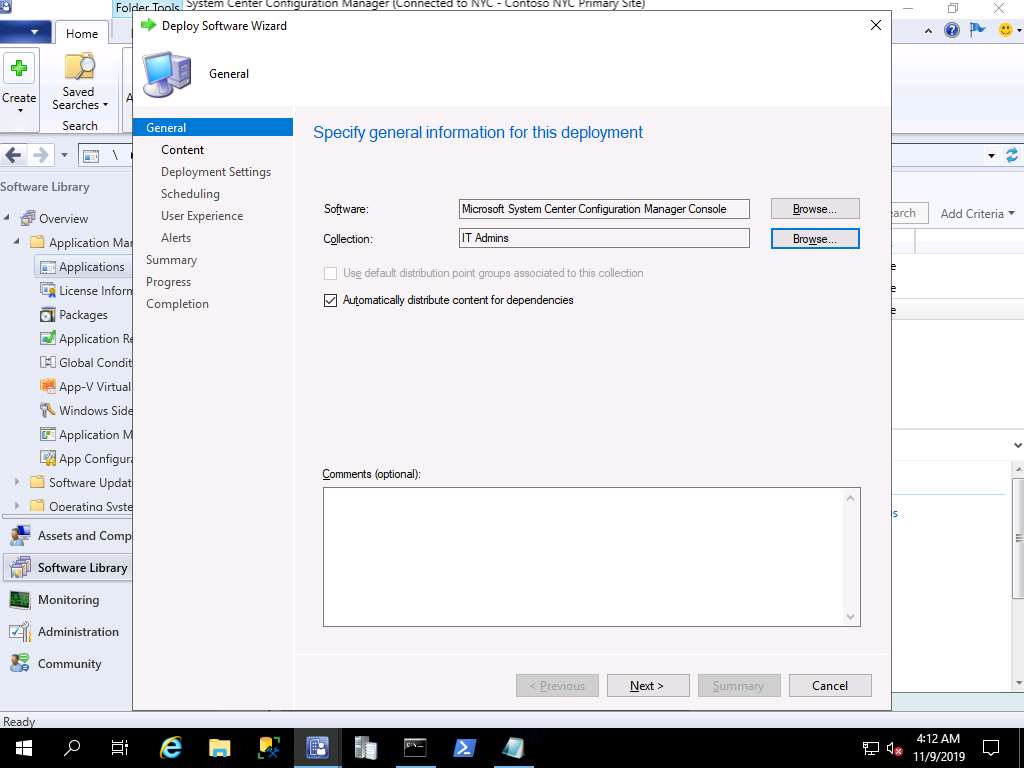 Folder Tools System Center Configuration Manager (Connected to NYC - Contoso NYC Primary Site)
Home
Deploy Software Wizard
General
Create
Saved
Searches
Search
\
General
Content
Deployment Settings
Scheduling
User Experience
Alerts
Summary
Progress
Completion
Specify general information for this deployment
Software:
Microsoft System Center Configuration Manager Console
Browse...
Collection:
IT Admins
Browse...
Use default distribution point groups associated to this collection
Automatically distribute content for dependencies
Comments (optional):
< Previous
Next >
Summary
Cancel
Software Library
Overview
Application Mar
Applications
License Inform
Packages
Application Re
Global Condit
App-V Virtual
Windows Side
Application M
App Configura
Software Updat
Operating Syste
Assets and Comp
Software Library
Monitoring
Administration
Community
earch
Add Criteria
e
e
e
s
Ready
4:12 AM
11/9/2019